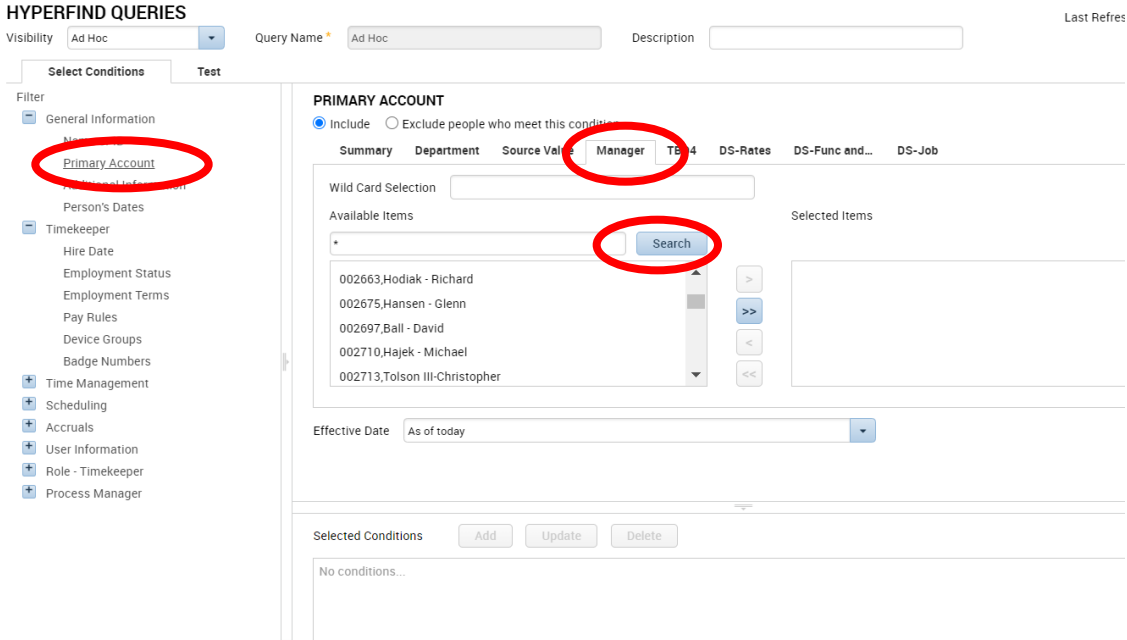 HYPERFIND QUERIES
Last Refres
Visibility Ad Hoc Query Name * Ad Hoc Description
Select Conditions Test
Filter
General Information
Primary Account
Additional Information
Person's Dates
Timekeeper
Hire Date
Employment Status
Employment Terms
Pay Rules
Device Groups
Badge Numbers
Time Management
Scheduling
Accruals
User Information
Role - Timekeeper
Process Manager
PRIMARY ACCOUNT
Include Exclude people who meet this condition
Summary Department Source Value Manager DS-Rates DS-Func and... DS-Job
Wild Card Selection
Available Items Selected Items
* Search
002663,Hodiak - Richard
002675,Hansen - Glenn
002697,Ball - David
002710,Hajek - Michael
002713,Tolson III-Christopher
> 
>>
<
<<
Effective Date As of today
Selected Conditions Add Update Delete
No conditions...